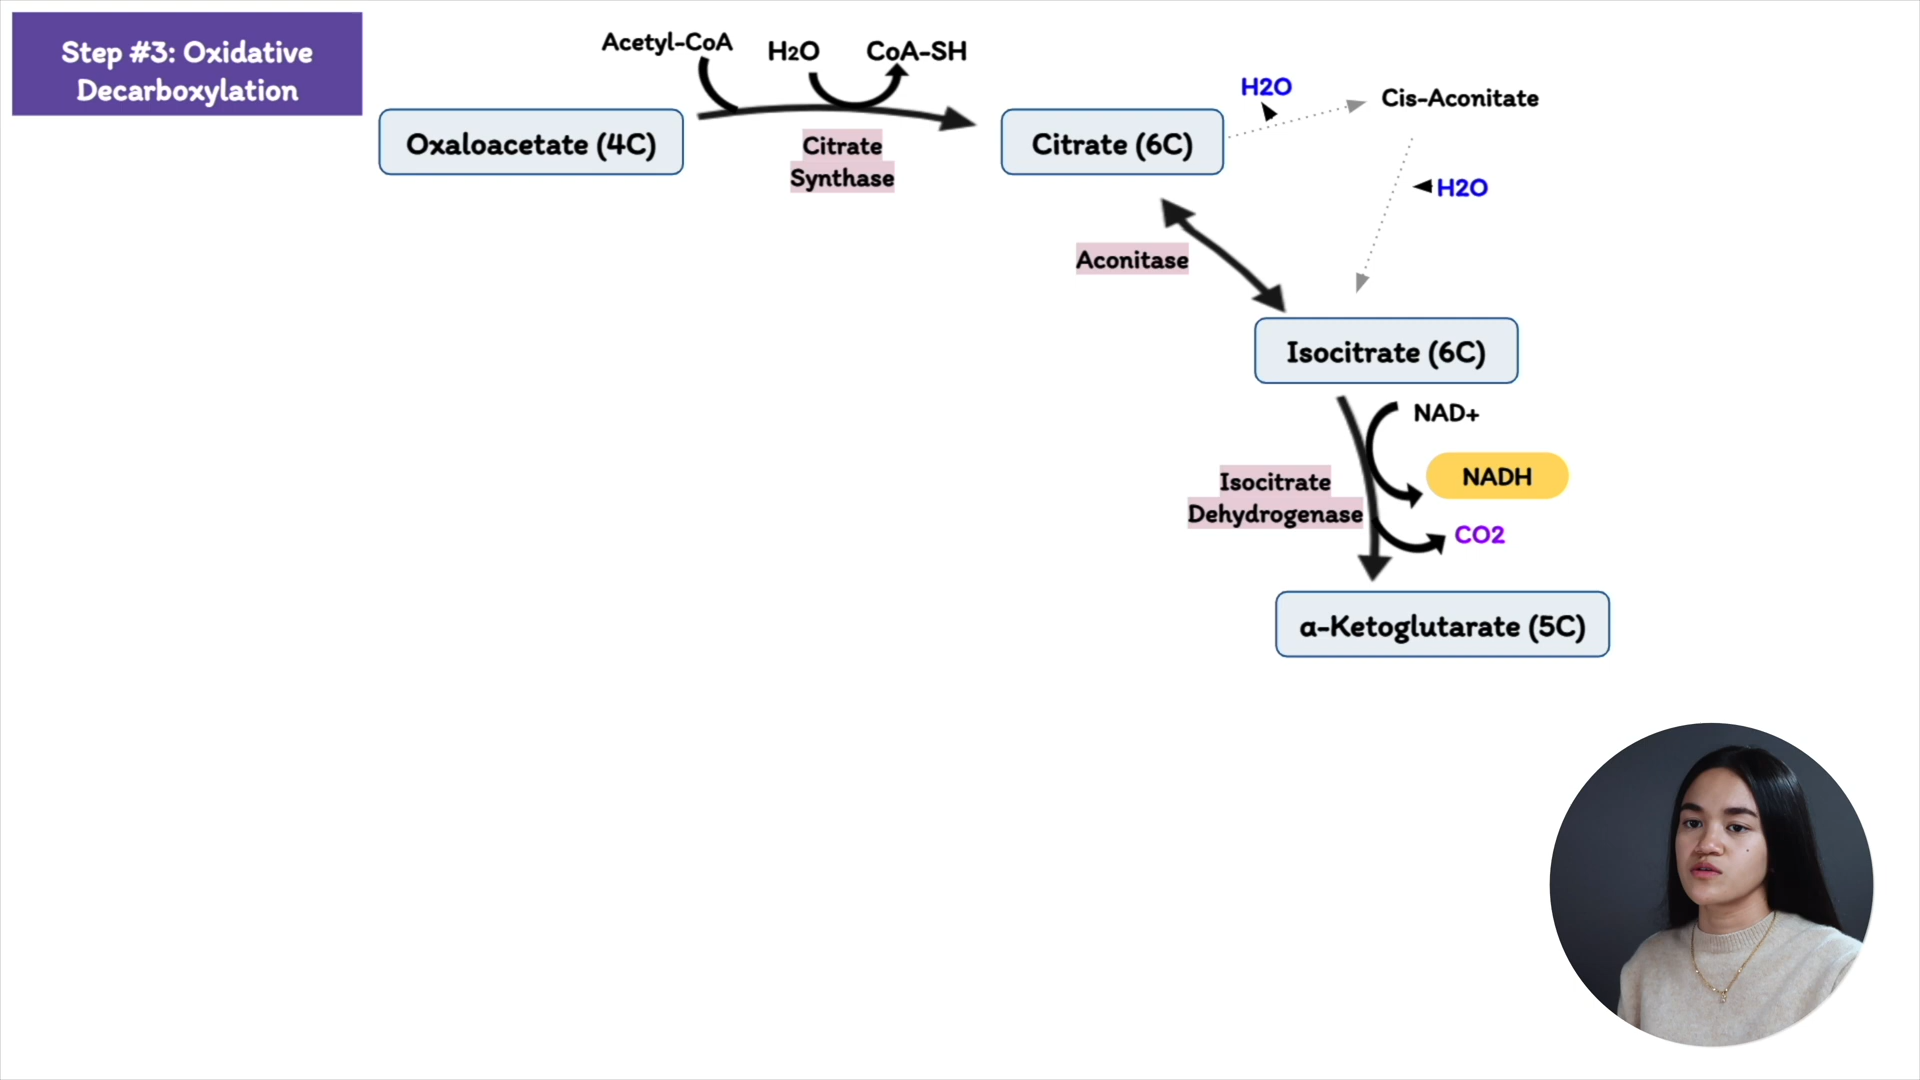 Step #3: Oxidative
Decarboxylation
Acetyl-CoA
H2O
CoA-SH
Oxaloacetate (4C)
Citrate
Synthase
Citrate (6C)
H2O
Cis-Aconitate
H2O
Aconitase
Isocitrate (6C)
NAD+
Isocitrate
Dehydrogenase
NADH
CO2
α-Ketoglutarate (5C)